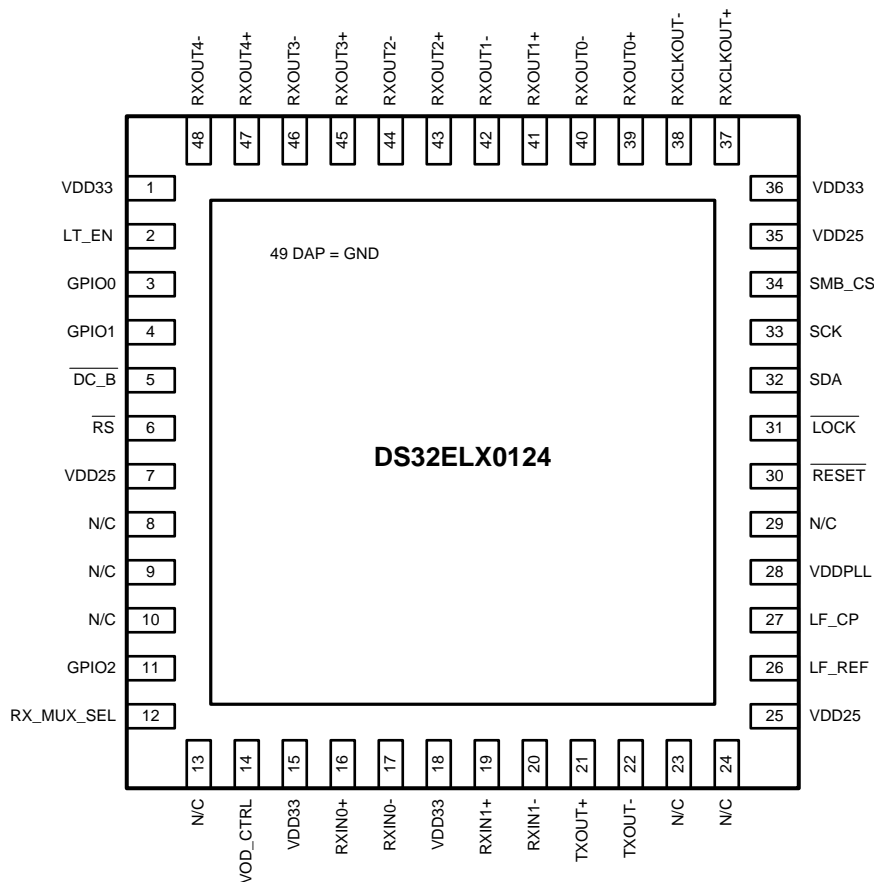 RXOUT4-
RXOUT4+
RXOUT3-
RXOUT3+
RXOUT2-
RXOUT2+
RXOUT1-
RXOUT1+
RXOUT0-
RXOUT0+
RXCLKOUT-
RXCLKOUT+
48
47
46
45
44
43
42
41
40
39
38
37
VDD33 1
LT_EN 2
GPIO0 3
GPIO1 4
DC_B 5
RS 6
VDD25 7
N/C 8
N/C 9
N/C 10
GPIO2 11
RX_MUX_SEL 12
49 DAP = GND
DS32ELX0124
36 VDD33
35 VDD25
34 SMB_CS
33 SCK
32 SDA
31 LOCK
30 RESET
29 N/C
28 VDDPLL
27 LF_CP
26 LF_REF
25 VDD25
13
14
15
16
17
18
19
20
21
22
23
24
N/C
VOD_CTRL
VDD33
RXIN0+
RXIN0-
VDD33
RXIN1+
RXIN1-
TXOUT+
TXOUT-
N/C
N/C